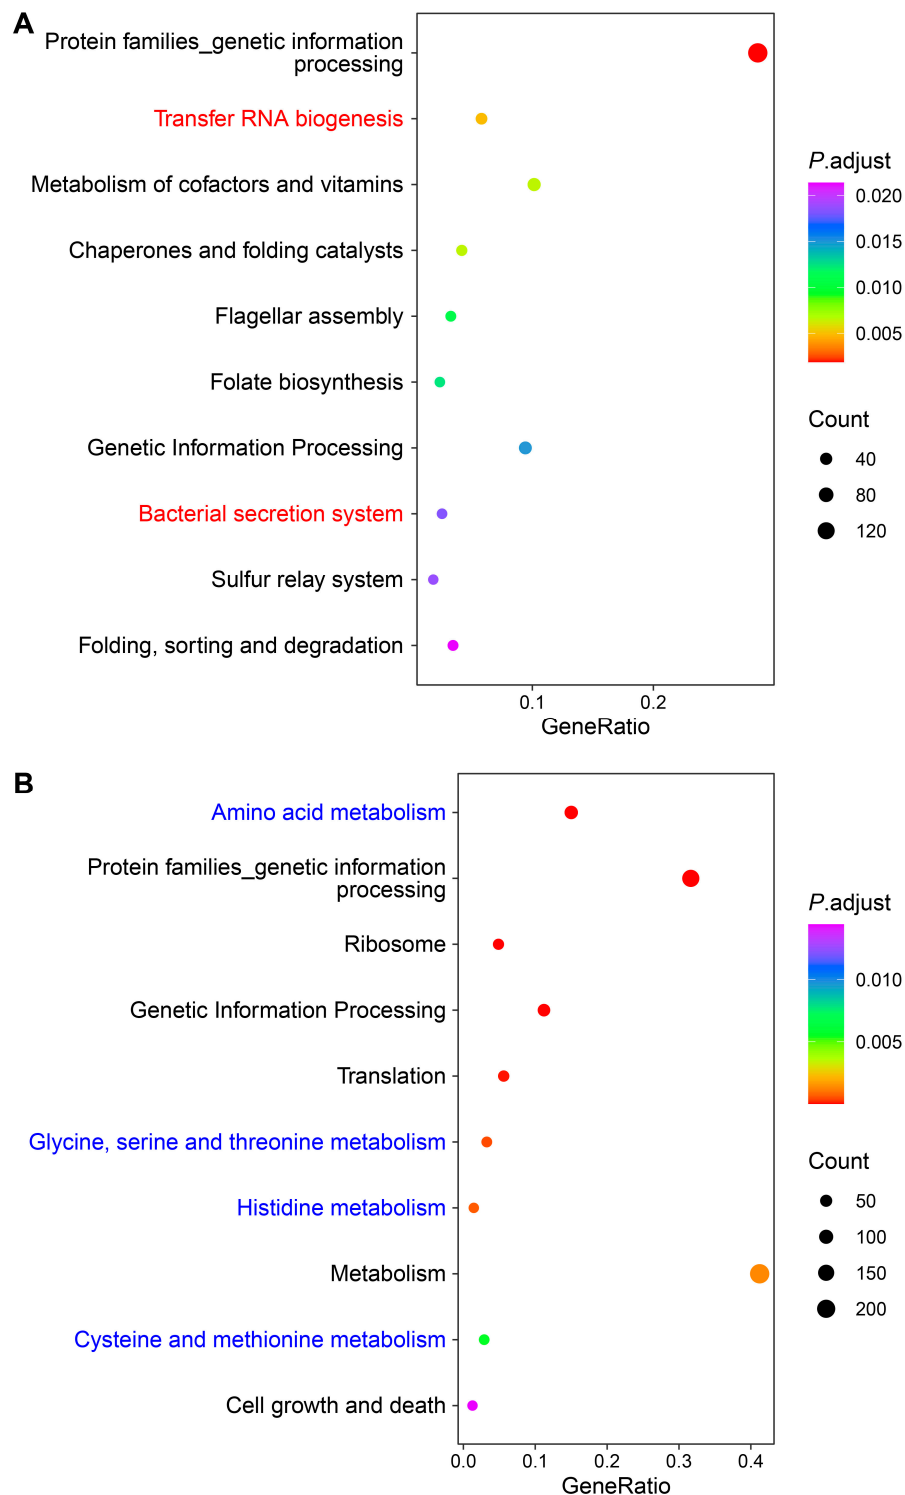 A
Protein families_genetic information
processing
Transfer RNA biogenesis
Metabolism of cofactors and vitamins
Chaperones and folding catalysts
Flagellar assembly
Folate biosynthesis
Genetic Information Processing
Bacterial secretion system
Sulfur relay system
Folding, sorting and degradation
0.1 0.2
GeneRatio
P.adjust
0.020
0.015
0.010
0.005
Count
40
80
120
B
Amino acid metabolism
Protein families_genetic information
processing
Ribosome
Genetic Information Processing
Translation
Glycine, serine and threonine metabolism
Histidine metabolism
Metabolism
Cysteine and methionine metabolism
Cell growth and death
0.0 0.1 0.2 0.3 0.4
GeneRatio
P.adjust
0.010
0.005
Count
50
100
150
200